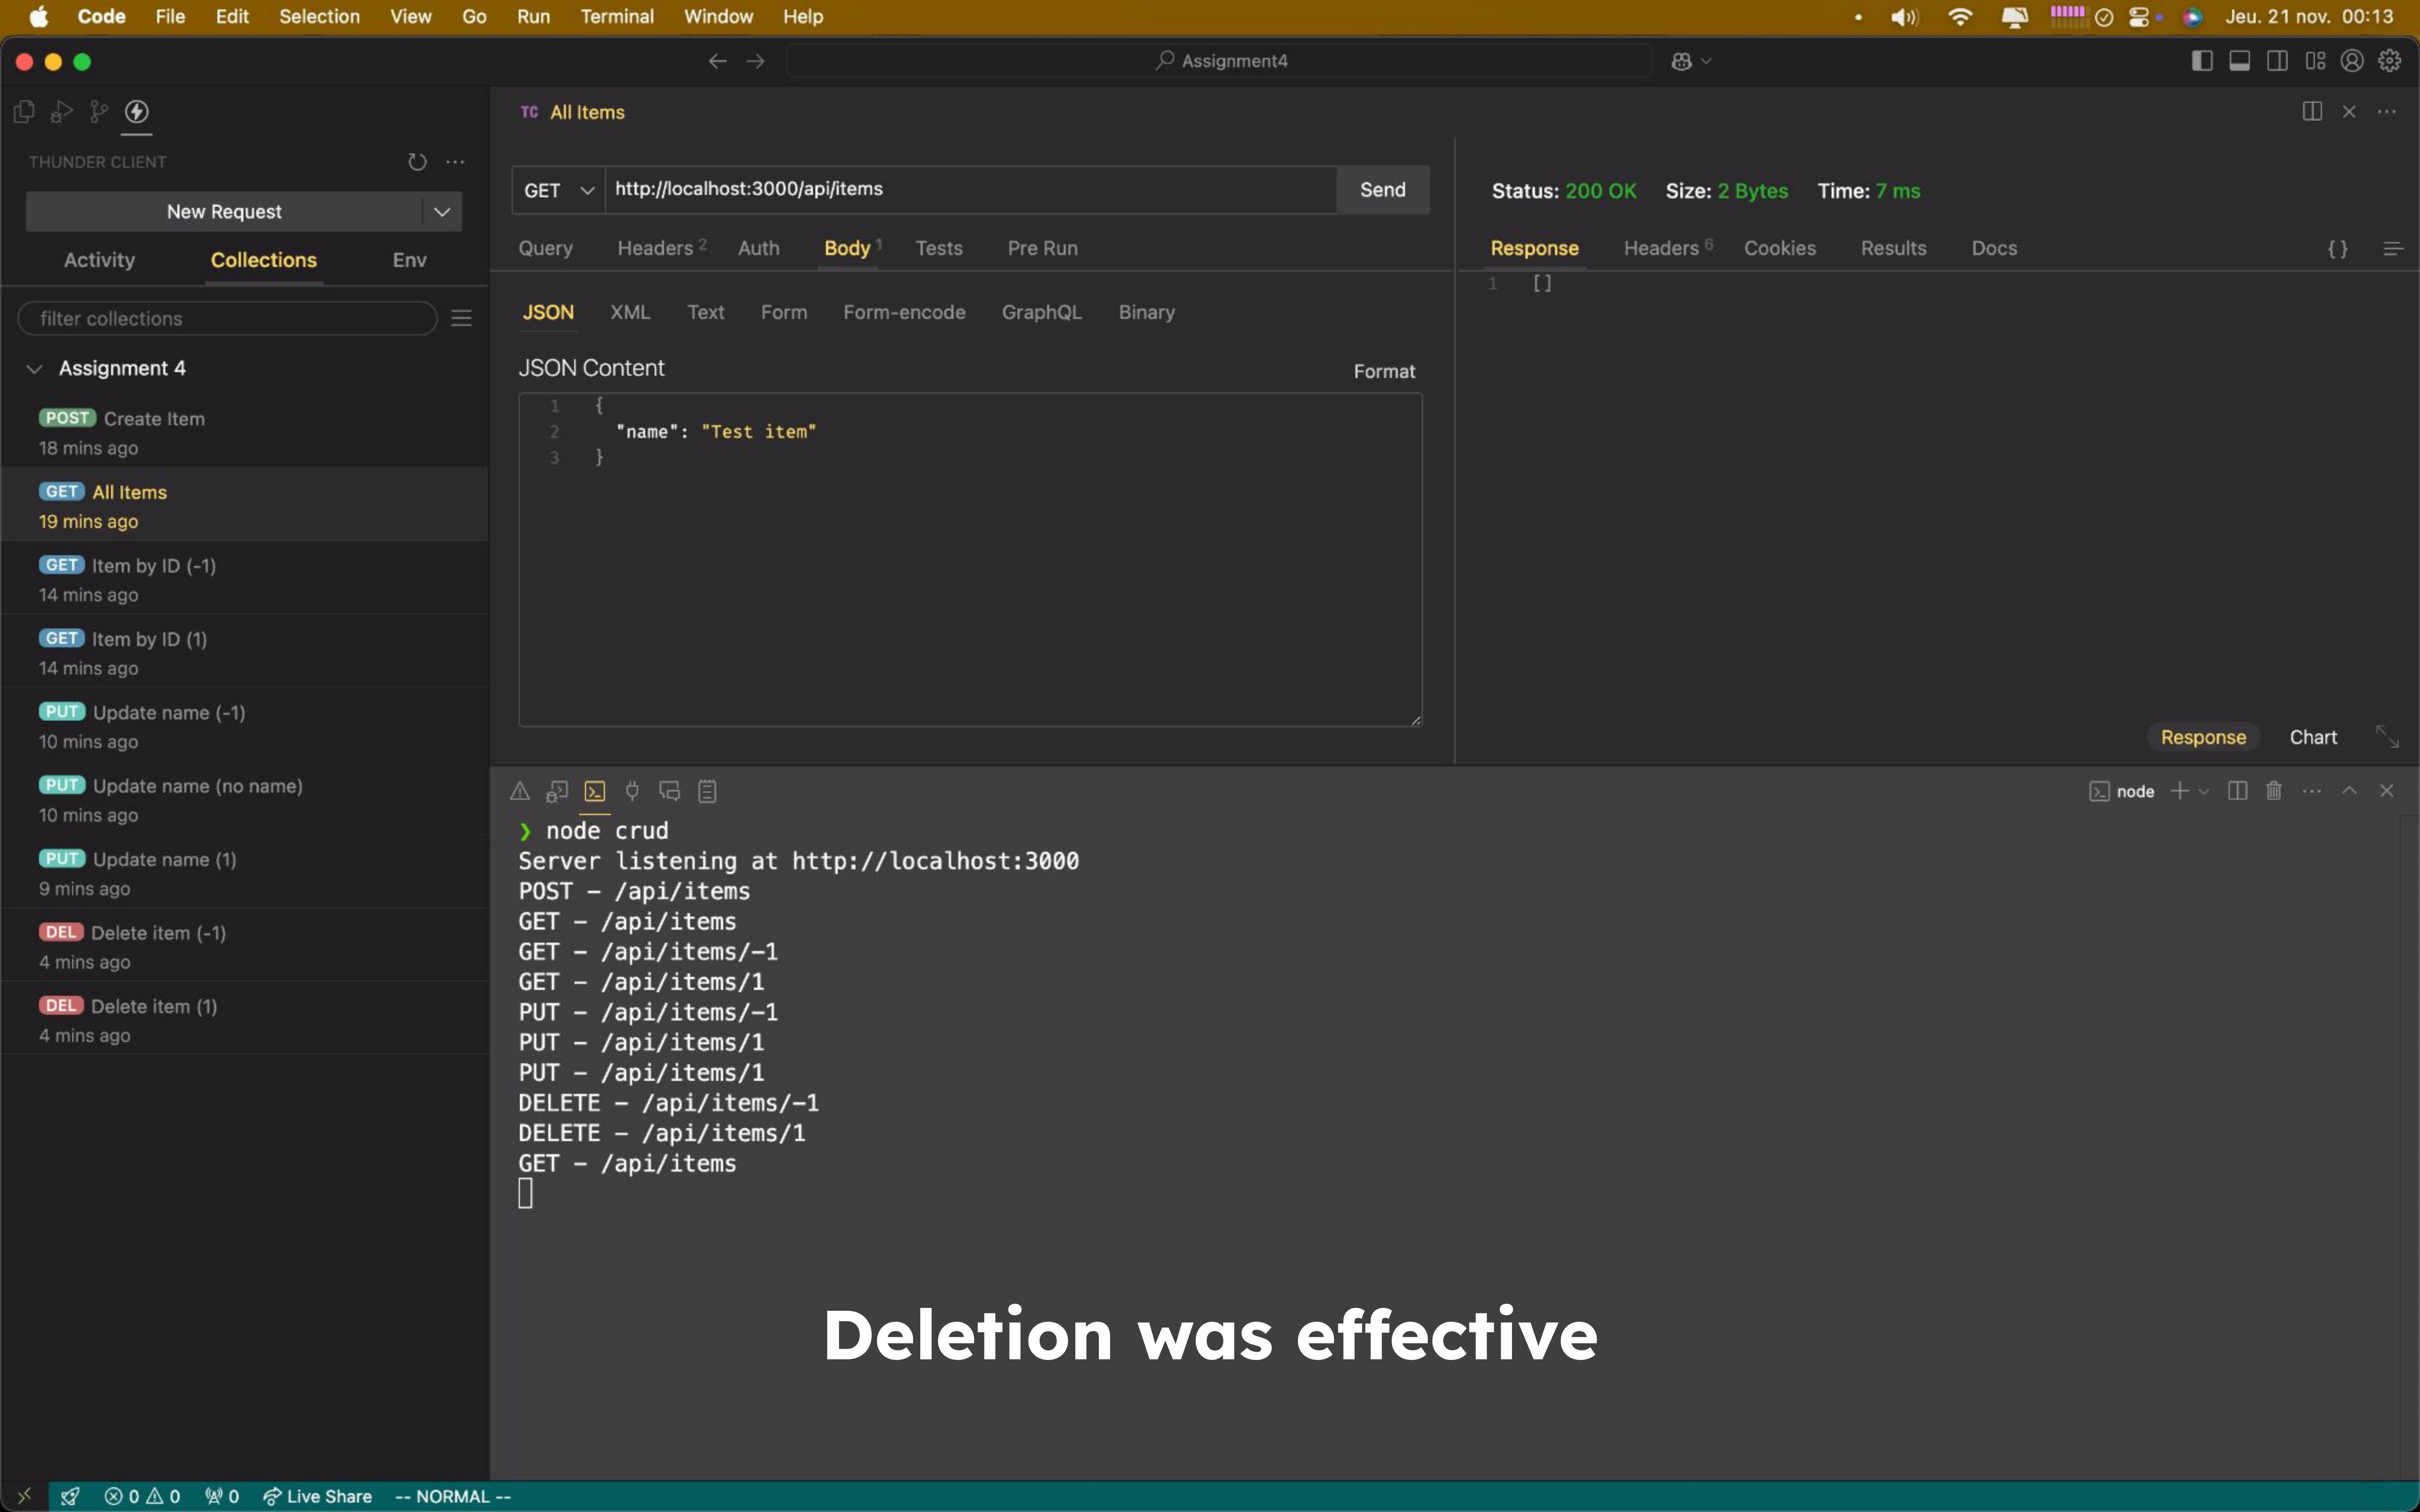 Code File Edit Selection View Go Run Terminal Window Help Jeu. 21 nov. 00:13
Assignment4
TC All Items
THUNDER CLIENT
New Request
Activity Collections Env
filter collections
Assignment 4
POST Create Item
18 mins ago
GET All Items
19 mins ago
GET Item by ID (-1)
14 mins ago
GET Item by ID (1)
14 mins ago
PUT Update name (-1)
10 mins ago
PUT Update name (no name)
10 mins ago
PUT Update name (1)
9 mins ago
DEL Delete item (-1)
4 mins ago
DEL Delete item (1)
4 mins ago
GET http://localhost:3000/api/items Send
Query Headers 2 Auth Body 1 Tests Pre Run
JSON XML Text Form Form-encode GraphQL Binary
JSON Content
Format
1 {
2 "name": "Test item"
3 }
Status: 200 OK Size: 2 Bytes Time: 7 ms
Response Headers 6 Cookies Results Docs {}
1 []
Response Chart
node
❯ node crud
Server listening at http://localhost:3000
POST - /api/items
GET - /api/items
GET - /api/items/-1
GET - /api/items/1
PUT - /api/items/-1
PUT - /api/items/1
PUT - /api/items/1
DELETE - /api/items/-1
DELETE - /api/items/1
GET - /api/items
Deletion was effective
0 0 0 Live Share -- NORMAL --